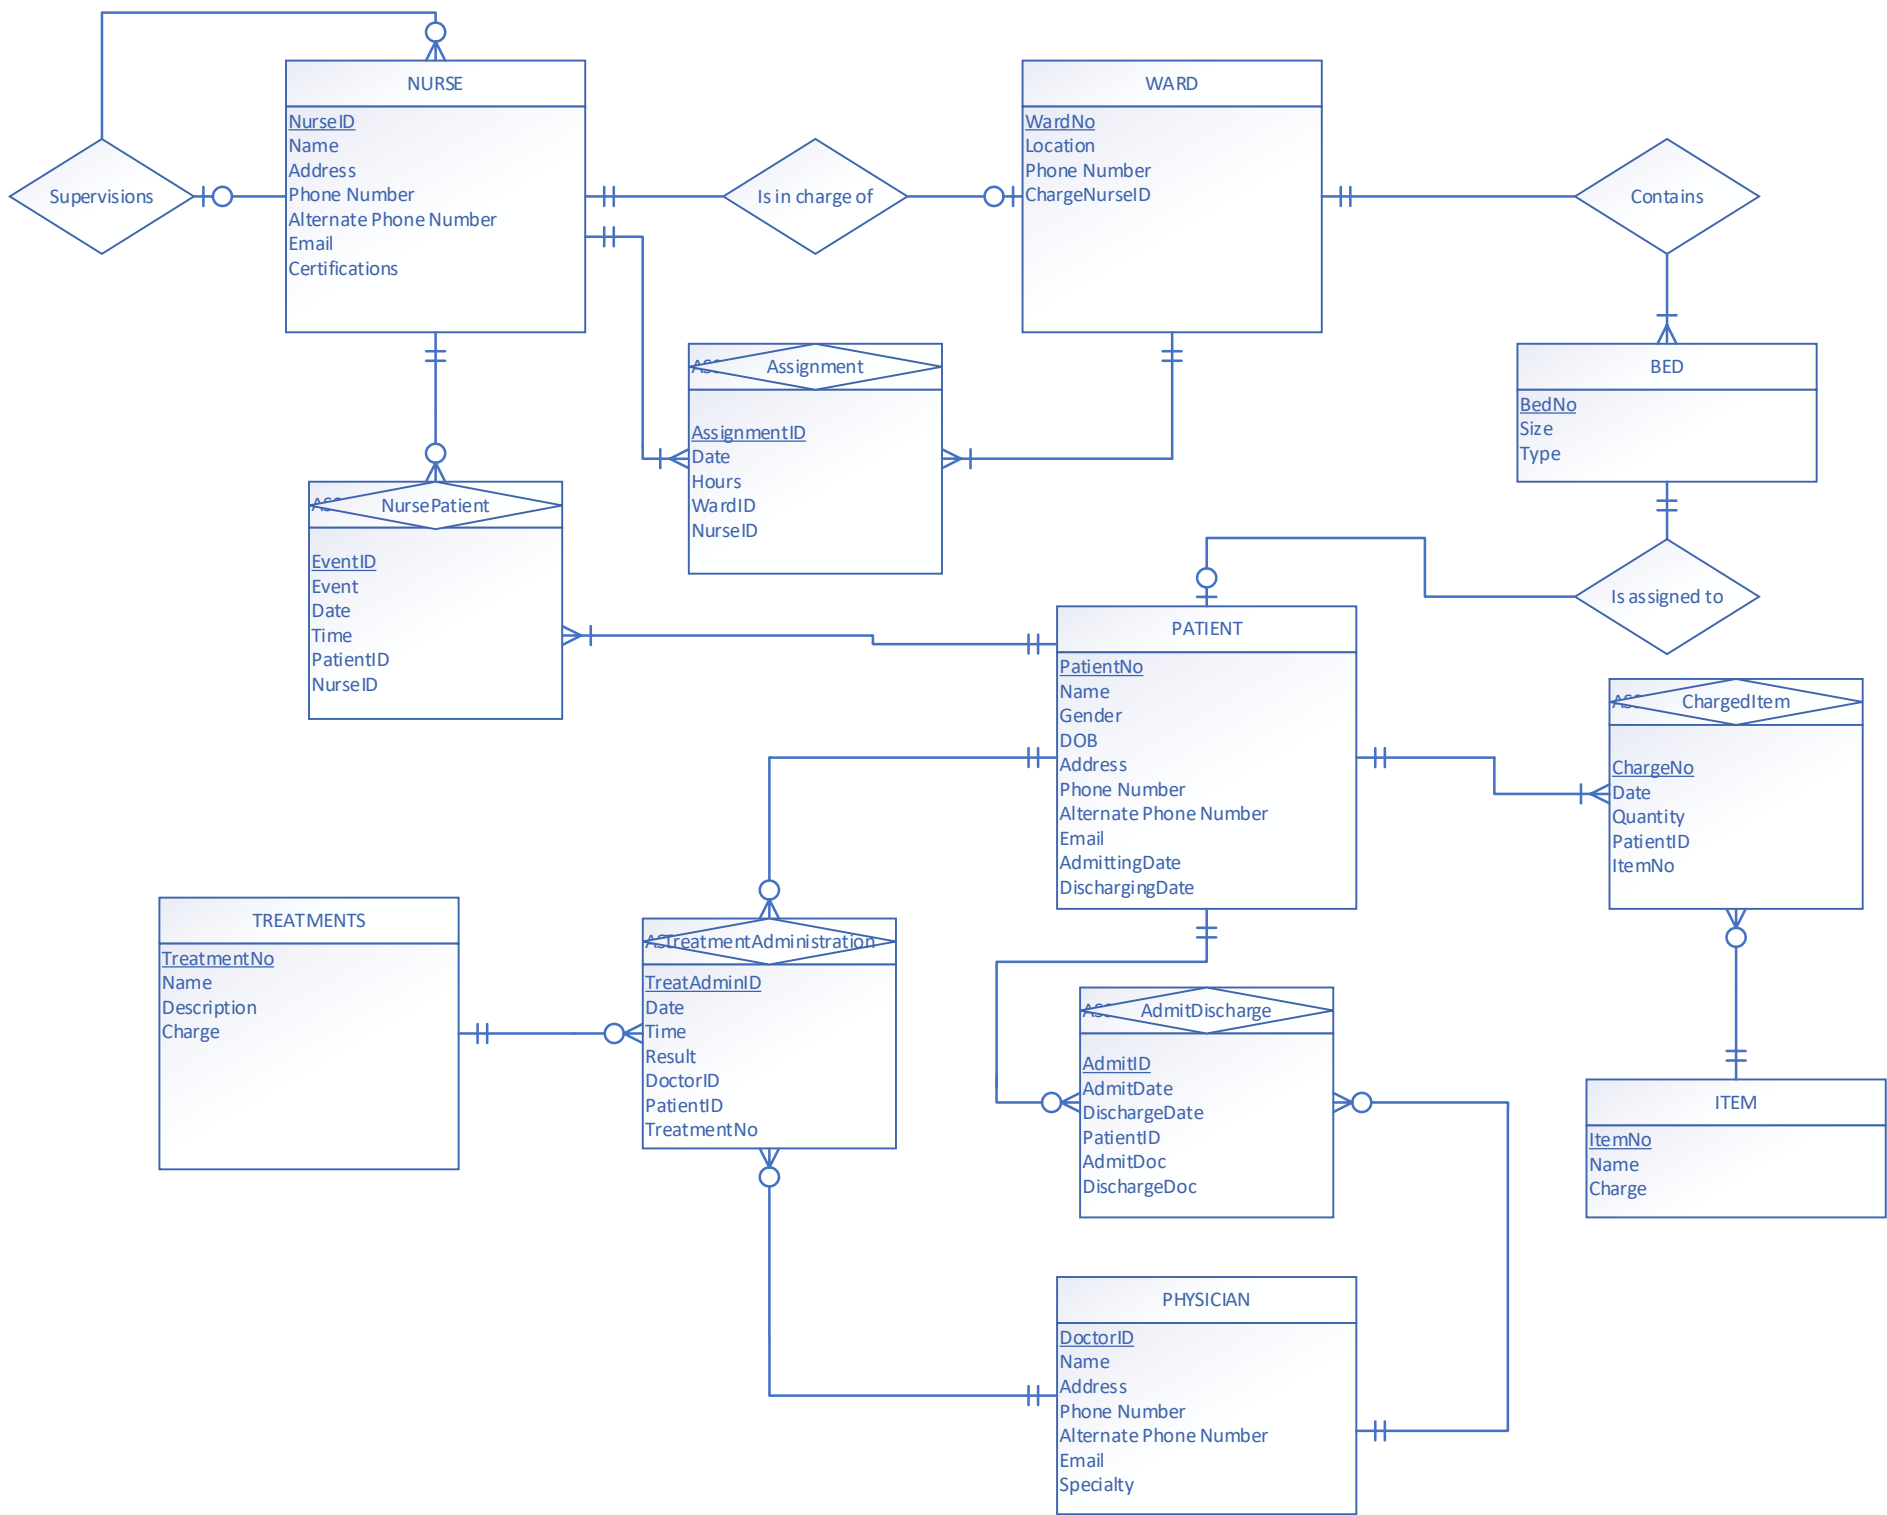 NURSE
NurseID
Name
Address
Phone Number
Alternate Phone Number
Email
Certifications
Supervisions
Is in charge of
WARD
WardNo
Location
Phone Number
ChargeNurseID
Contains
Assignment
AssignmentID
Date
Hours
WardID
NurseID
BED
BedNo
Size
Type
NursePatient
EventID
Event
Date
Time
PatientID
NurseID
Is assigned to
PATIENT
PatientNo
Name
Gender
DOB
Address
Phone Number
Alternate Phone Number
Email
AdmittingDate
DischargingDate
ChargedItem
ChargeNo
Date
Quantity
PatientID
ItemNo
TREATMENTS
TreatmentNo
Name
Description
Charge
TreatmentAdministration
TreatAdminID
Date
Time
Result
DoctorID
PatientID
TreatmentNo
AdmitDischarge
AdmitID
AdmitDate
DischargeDate
PatientID
AdmitDoc
DischargeDoc
ITEM
ItemNo
Name
Charge
PHYSICIAN
DoctorID
Name
Address
Phone Number
Alternate Phone Number
Email
Specialty